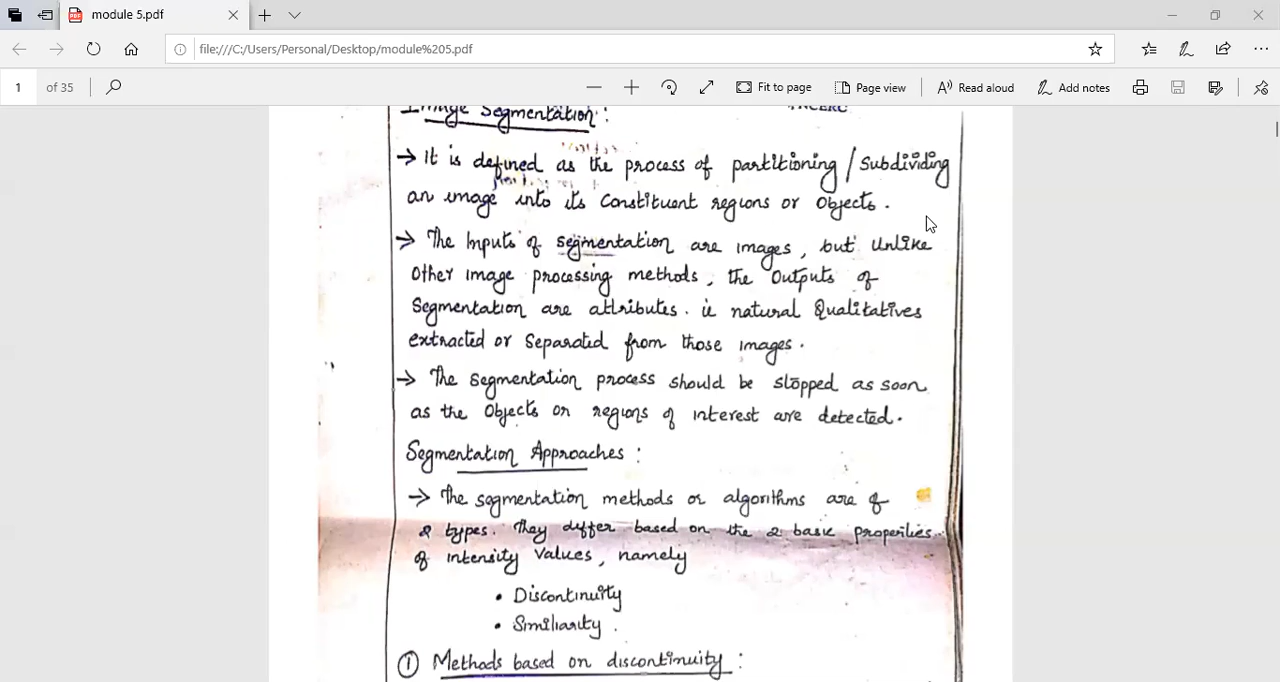 module 5.pdf
file:///C:/Users/Personal/Desktop/module%205.pdf
1 of 35 Fit to page Page view Read aloud Add notes
Image Segmentation :
→ It is defined as the process of partitioning / Subdividing
an image into its Constituent regions or Objects .
→ The Inputs of segmentation are images, but Unlike
Other image processing methods, the Outputs of
Segmentation are attributes. ie natural Qualitatives
extracted or Separated from those images .
→ The Segmentation process should be stopped as soon
as the Objects or regions of interest are detected.
Segmentation Approaches :
→ The segmentation methods or algorithms are of
2 types. They differ based on the 2 basic properties
of intensity Values, namely
• Discontinuity
• Similiarity .
① Methods based on discontinuity :